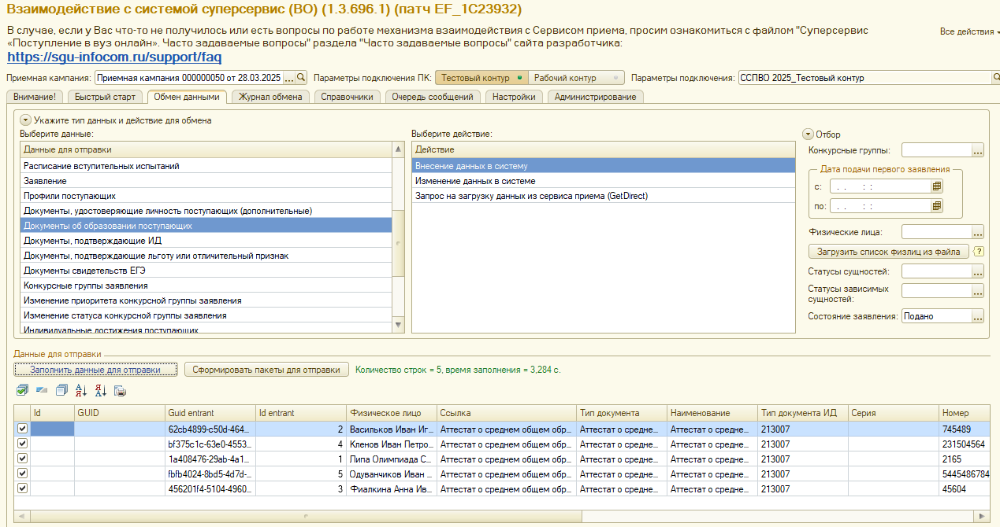 Взаимодействие с системой суперсервис (ВО) (1.3.696.1) (патч EF_1C23932)
В случае, если у Вас что-то не получилось или есть вопросы по работе механизма взаимодействия с Сервисом приема, просим ознакомиться с файлом "Суперсервис
«Поступление в вуз онлайн». Часто задаваемые вопросы" раздела "Часто задаваемые вопросы" сайта разработчика:
Все действия
https://sgu-infocom.ru/support/faq
Приемная кампания: Приемная кампания 000000050 от 28.03.2025 ... Параметры подключения ПК: Тестовый контур Рабочий контур Параметры подключения: ССПВО 2025_Тестовый контур
Внимание! Быстрый старт Обмен данными Журнал обмена Справочники Очередь сообщений Настройки Администрирование
Укажите тип данных и действие для обмена
Выберите данные:
Данные для отправки
Расписание вступительных испытаний
Заявление
Профили поступающих
Документы, удостоверяющие личность поступающих (дополнительные)
Документы об образовании поступающих
Документы, подтверждающие ИД
Документы, подтверждающие льготу или отличительный признак
Документы свидетельств ЕГЭ
Конкурсные группы заявления
Изменение приоритета конкурсной группы заявления
Изменение статуса конкурсной группы заявления
Индивидуальные достижения поступающих
Выберите действие:
Действие
Внесение данных в систему
Изменение данных в системе
Запрос на загрузку данных из сервиса приема (GetDirect)
Отбор
Конкурсные группы: ...
Дата подачи первого заявления
с: . . : :
по: . . : :
Физические лица: ...
Загрузить список физлиц из файла ?
Статусы сущностей: ...
Статусы зависимых
сущностей: ...
Состояние заявления: Подано ...
Данные для отправки
Заполнить данные для отправки Сформировать пакеты для отправки Количество строк = 5, время заполнения = 3,284 с.
Id GUID Guid entrant Id entrant Физическое лицо Ссылка Тип документа Наименование Тип документа ИД Серия Номер
62cb4899-c50d-464... 2 Васильков Иван Иг... Аттестат о среднем общем обр... Аттестат о средне... Аттестат о средне... 213007 745489
bf375c1c-63e0-4553... 4 Кленов Иван Петро... Аттестат о среднем общем обр... Аттестат о средне... Аттестат о средне... 213007 231504564
1a408476-29ab-4a1... 1 Липа Олимпиада С... Аттестат о среднем общем обр... Аттестат о средне... Аттестат о средне... 213007 2165
fbfb4024-8bd5-4d7d-... 5 Одуванчиков Иван ... Аттестат о среднем общем обр... Аттестат о средне... Аттестат о средне... 213007 5445486784
456201f4-5104-4960... 3 Фиалкина Анна Ив... Аттестат о среднем общем обр... Аттестат о средне... Аттестат о средне... 213007 45604